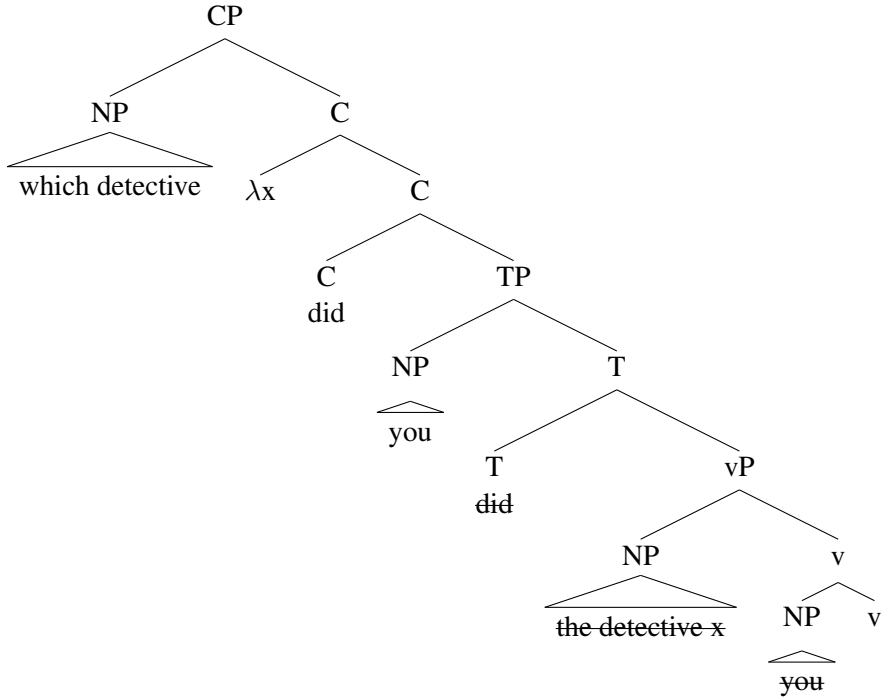 CP
NP C
which detective λx C
C TP
did
NP T
you
T vP
did
NP v
the detective x NP v
you